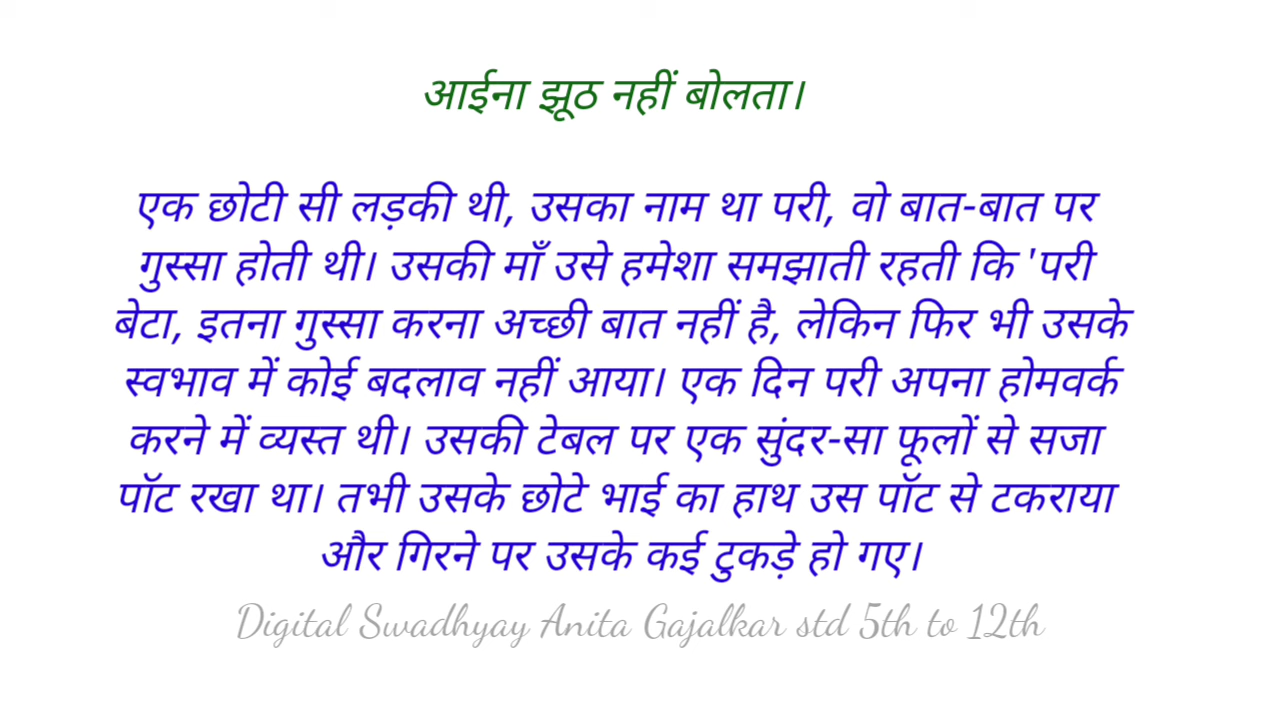 आईना झूठ नहीं बोलता।
एक छोटी सी लड़की थी, उसका नाम था परी, वो बात-बात पर
गुस्सा होती थी। उसकी माँ उसे हमेशा समझाती रहती कि 'परी
बेटा, इतना गुस्सा करना अच्छी बात नहीं है, लेकिन फिर भी उसके
स्वभाव में कोई बदलाव नहीं आया। एक दिन परी अपना होमवर्क
करने में व्यस्त थी। उसकी टेबल पर एक सुंदर-सा फूलों से सजा
पॉट रखा था। तभी उसके छोटे भाई का हाथ उस पॉट से टकराया
और गिरने पर उसके कई टुकड़े हो गए।
Digital Swadhyay Anita Gajalkar std 5th to 12th